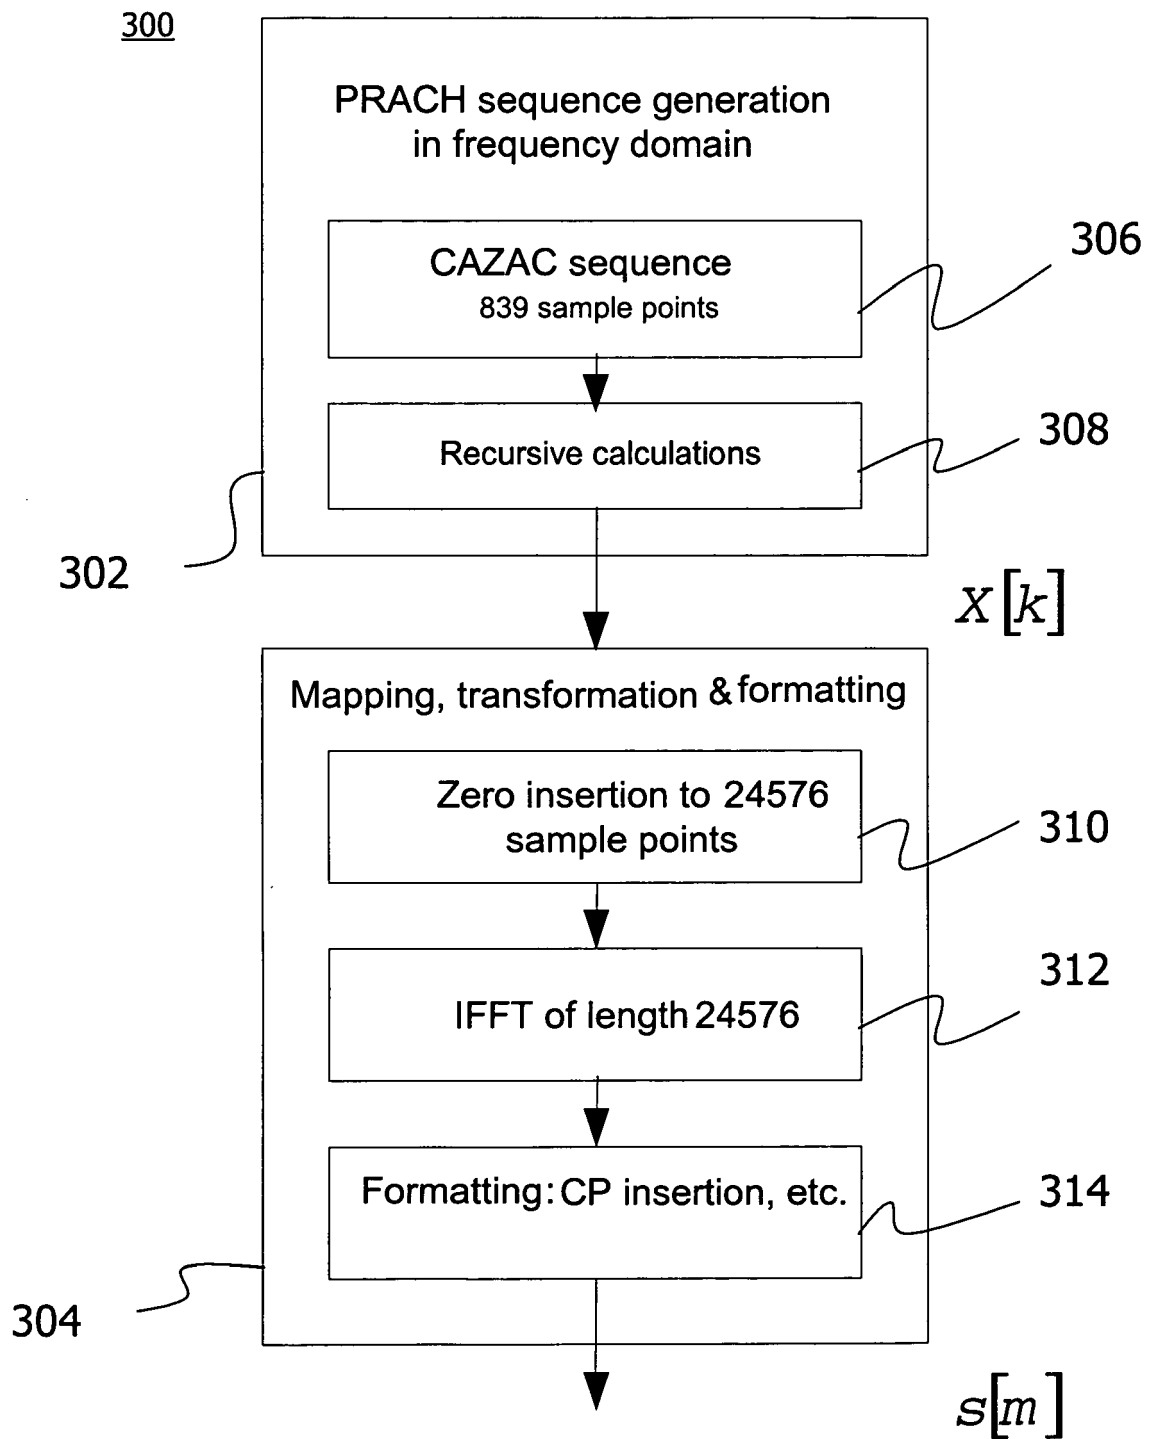 300
PRACH sequence generation
in frequency domain
CAZAC sequence
839 sample points
306
Recursive calculations
308
302
X[k]
Mapping, transformation & formatting
Zero insertion to 24576
sample points
310
IFFT of length 24576
312
Formatting: CP insertion, etc.
314
304
s[m]